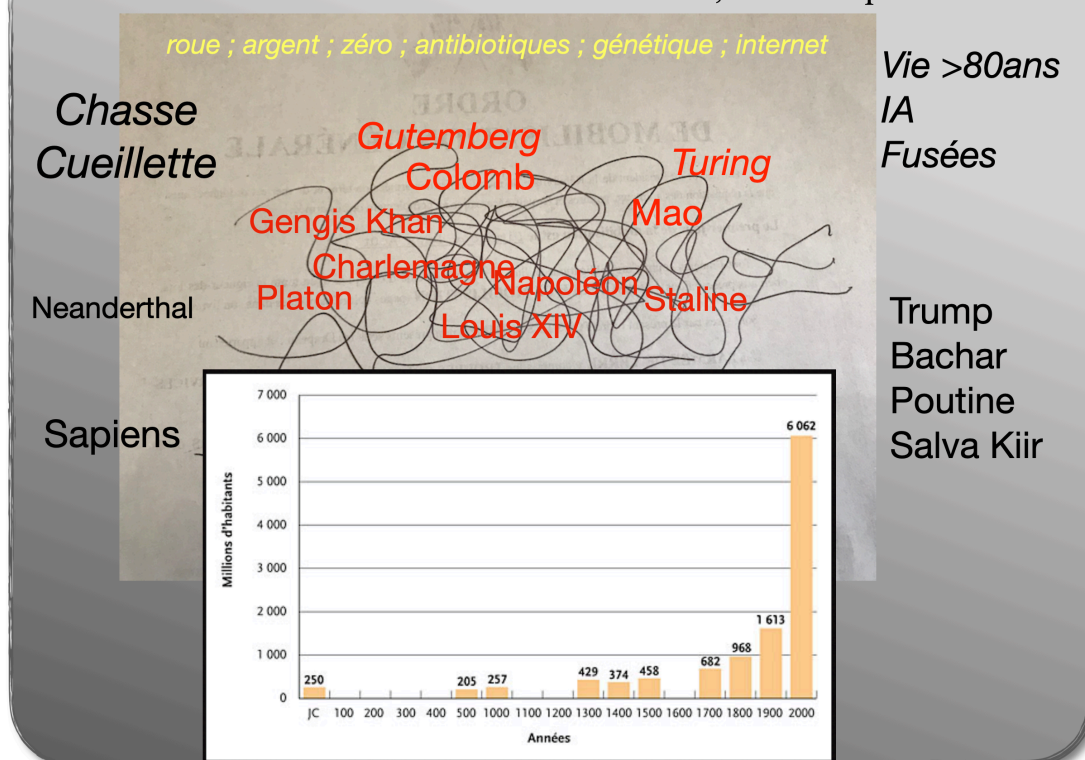 roue ; argent ; zéro ; antibiotiques ; génétique ; internet
Vie >80ans
IA
Fusées
Chasse
Cueillette
ORDRE
DE MOBILISATION GÉNÉRALE
Gutemberg
Colomb
Turing
Gengis Khan
Mao
Charlemagne
Napoléon
Platon
Staline
Louis XIV
Neanderthal
Sapiens
Trump
Bachar
Poutine
Salva Kiir
Millions d'habitants
7 000
6 000
5 000
4 000
3 000
2 000
1 000
0
250
205
257
429
374
458
682
968
1 613
6 062
JC 100 200 300 400 500 1000 1100 1200 1300 1400 1500 1600 1700 1800 1900 2000
Années